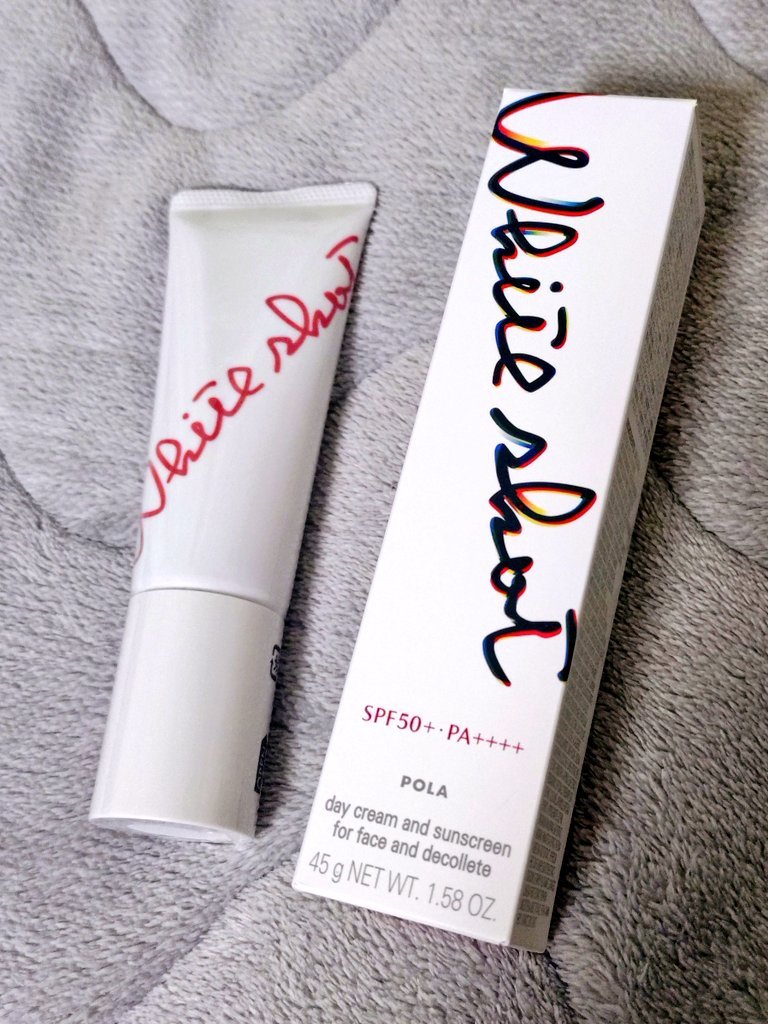 White shot
White shot
SPF50+・PA++++
POLA
day cream and sunscreen
for face and decollete
45 g NET WT. 1.58 OZ.